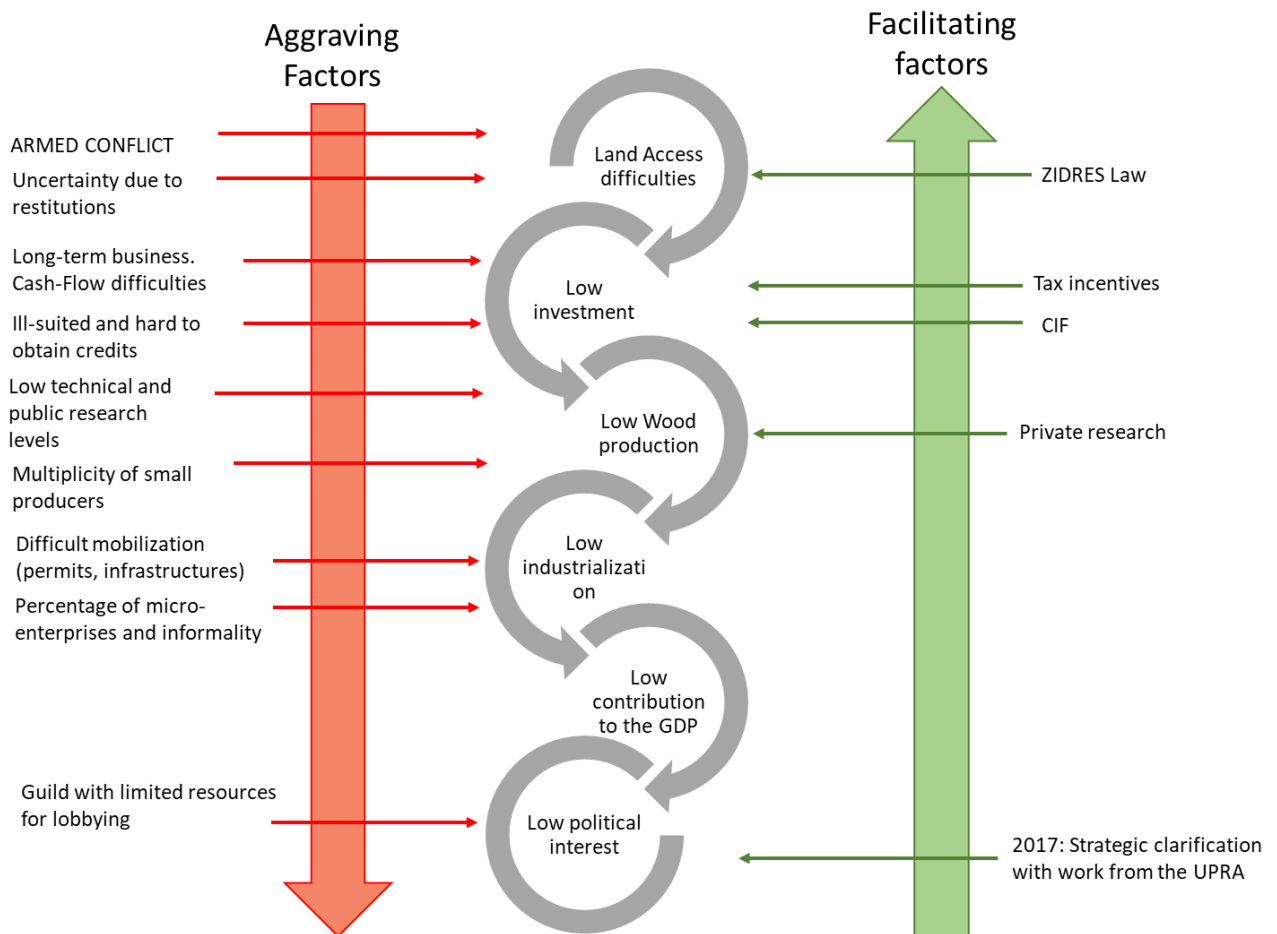 Aggraving
Factors
Facilitating
factors
ARMED CONFLICT
Uncertainty due to
restitutions
Long-term business.
Cash-Flow difficulties
Ill-suited and hard to
obtain credits
Low technical and
public research
levels
Multiplicity of small
producers
Difficult mobilization
(permits, infrastructures)
Percentage of micro-
enterprises and informality
Guild with limited resources
for lobbying
Land Access
difficulties
Low
investment
Low Wood
production
Low
industrializati
on
Low
contribution
to the GDP
Low political
interest
ZIDRES Law
Tax incentives
CIF
Private research
2017: Strategic clarification
with work from the UPRA